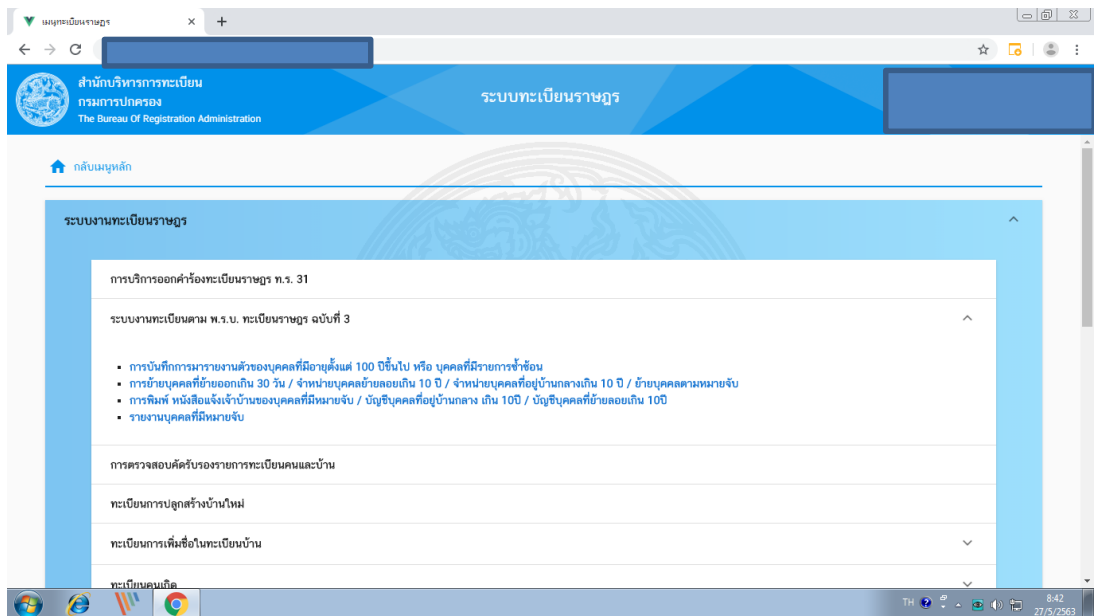 เมนูทะเบียนราษฎร
สำนักบริหารการทะเบียน
กรมการปกครอง
The Bureau Of Registration Administration
ระบบทะเบียนราษฎร
กลับเมนูหลัก
ระบบงานทะเบียนราษฎร
การบริการออกคำร้องทะเบียนราษฎร ท.ร. 31
ระบบงานทะเบียนตาม พ.ร.บ. ทะเบียนราษฎร ฉบับที่ 3
การบันทึกการมารายงานตัวของบุคคลที่มีอายุตั้งแต่ 100 ปีขึ้นไป หรือ บุคคลที่มีรายการซ้ำซ้อน
การย้ายบุคคลที่ย้ายออกเกิน 30 วัน / จำหน่ายบุคคลย้ายลอยเกิน 10 ปี / จำหน่ายบุคคลที่อยู่บ้านกลางเกิน 10 ปี / ย้ายบุคคลตามหมายจับ
การพิมพ์ หนังสือแจ้งเจ้าบ้านของบุคคลที่มีหมายจับ / บัญชีบุคคลที่อยู่บ้านกลาง เกิน 10ปี / บัญชีบุคคลที่ย้ายลอยเกิน 10ปี
รายงานบุคคลที่มีหมายจับ
การตรวจสอบคัดรับรองรายการทะเบียนคนและบ้าน
ทะเบียนการปลูกสร้างบ้านใหม่
ทะเบียนการเพิ่มชื่อในทะเบียนบ้าน
ทะเบียนคนเกิด
TH
8:42
27/5/2563